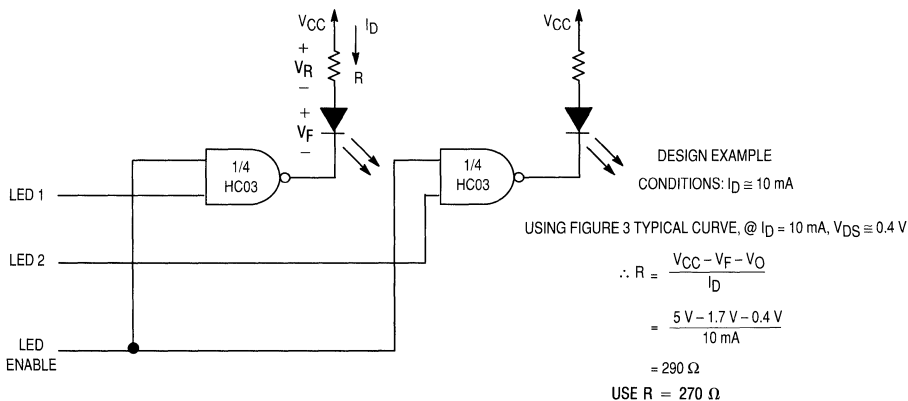 VCC
ID
+
VR
–
R
+
VF
–
1/4
HC03
LED 1
LED 2
LED
ENABLE
VCC
1/4
HC03
DESIGN EXAMPLE
CONDITIONS: ID ≅ 10 mA
USING FIGURE 3 TYPICAL CURVE, @ ID = 10 mA, VDS ≅ 0.4 V
∴ R = VCC – VF – VO
ID
= 5 V – 1.7 V – 0.4 V
10 mA
= 290 Ω
USE R = 270 Ω